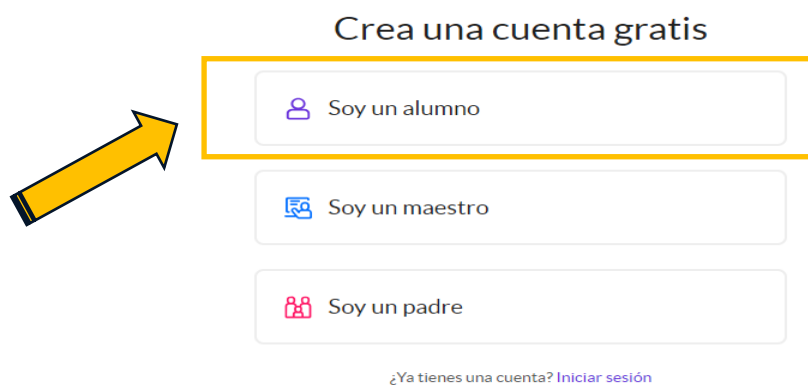 Crea una cuenta gratis
Soy un alumno
Soy un maestro
Soy un padre
¿Ya tienes una cuenta? Iniciar sesión